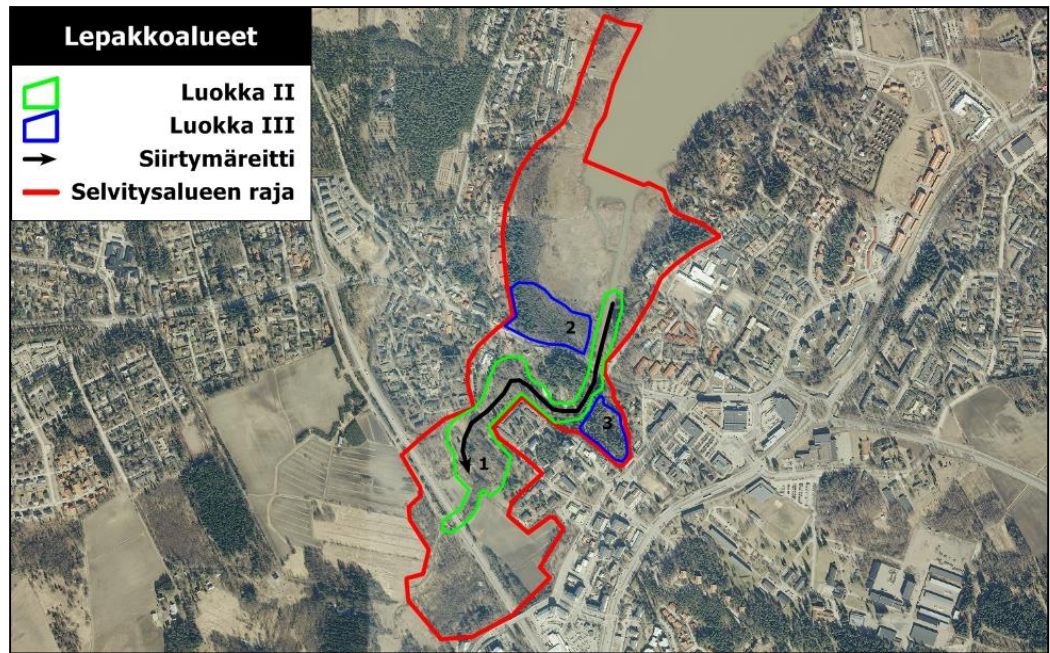 Lepakkoalueet
Luokka II
Luokka III
Siirtymäreitti
Selvitysalueen raja
2
3
1